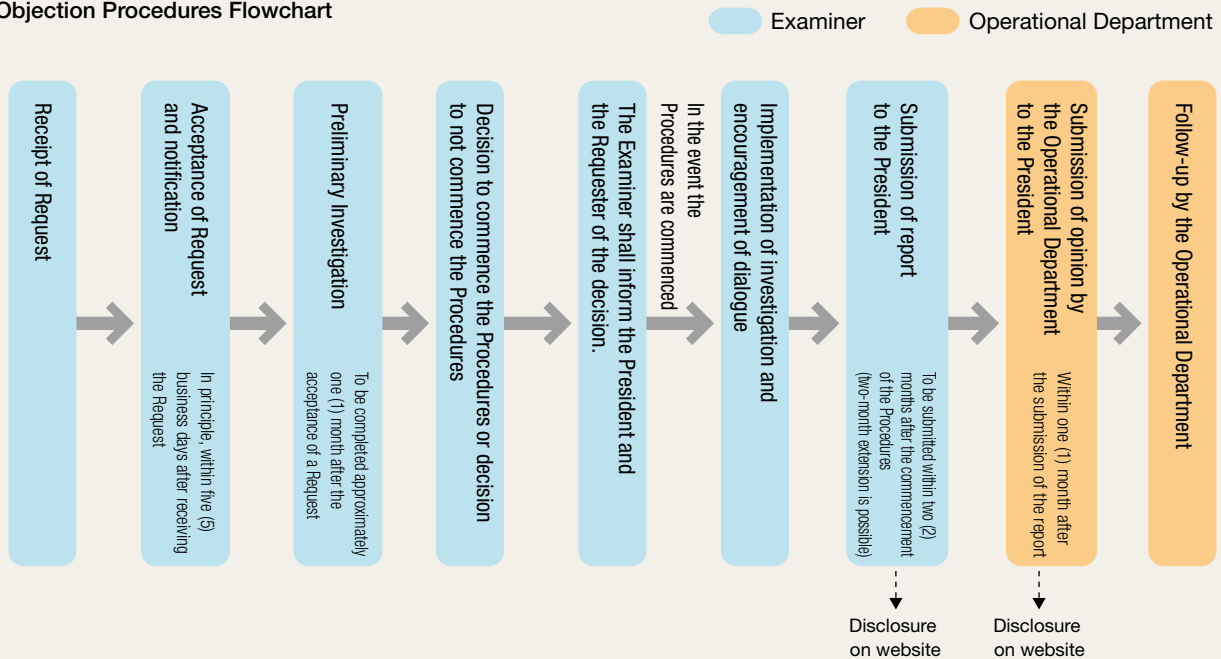 Objection Procedures Flowchart
Examiner
Operational Department
Receipt of Request
Acceptance of Request
and notification
In principle, within five (5)
business days after receiving
the Request
Preliminary Investigation
To be completed approximately
one (1) month after the
acceptance of a Request
Decision to commence the Procedures or decision
to not commence the Procedures
The Examiner shall inform the President and
the Requester of the decision.
In the event the
Procedures are commenced
Implementation of investigation and
encouragement of dialogue
Submission of report
to the President
To be submitted within two (2)
months after the commencement
of the Procedures
(two-month extension is possible)
Disclosure
on website
Submission of opinion by
the Operational Department
to the President
Within one (1) month after
the submission of the report
Disclosure
on website
Follow-up by the Operational Department